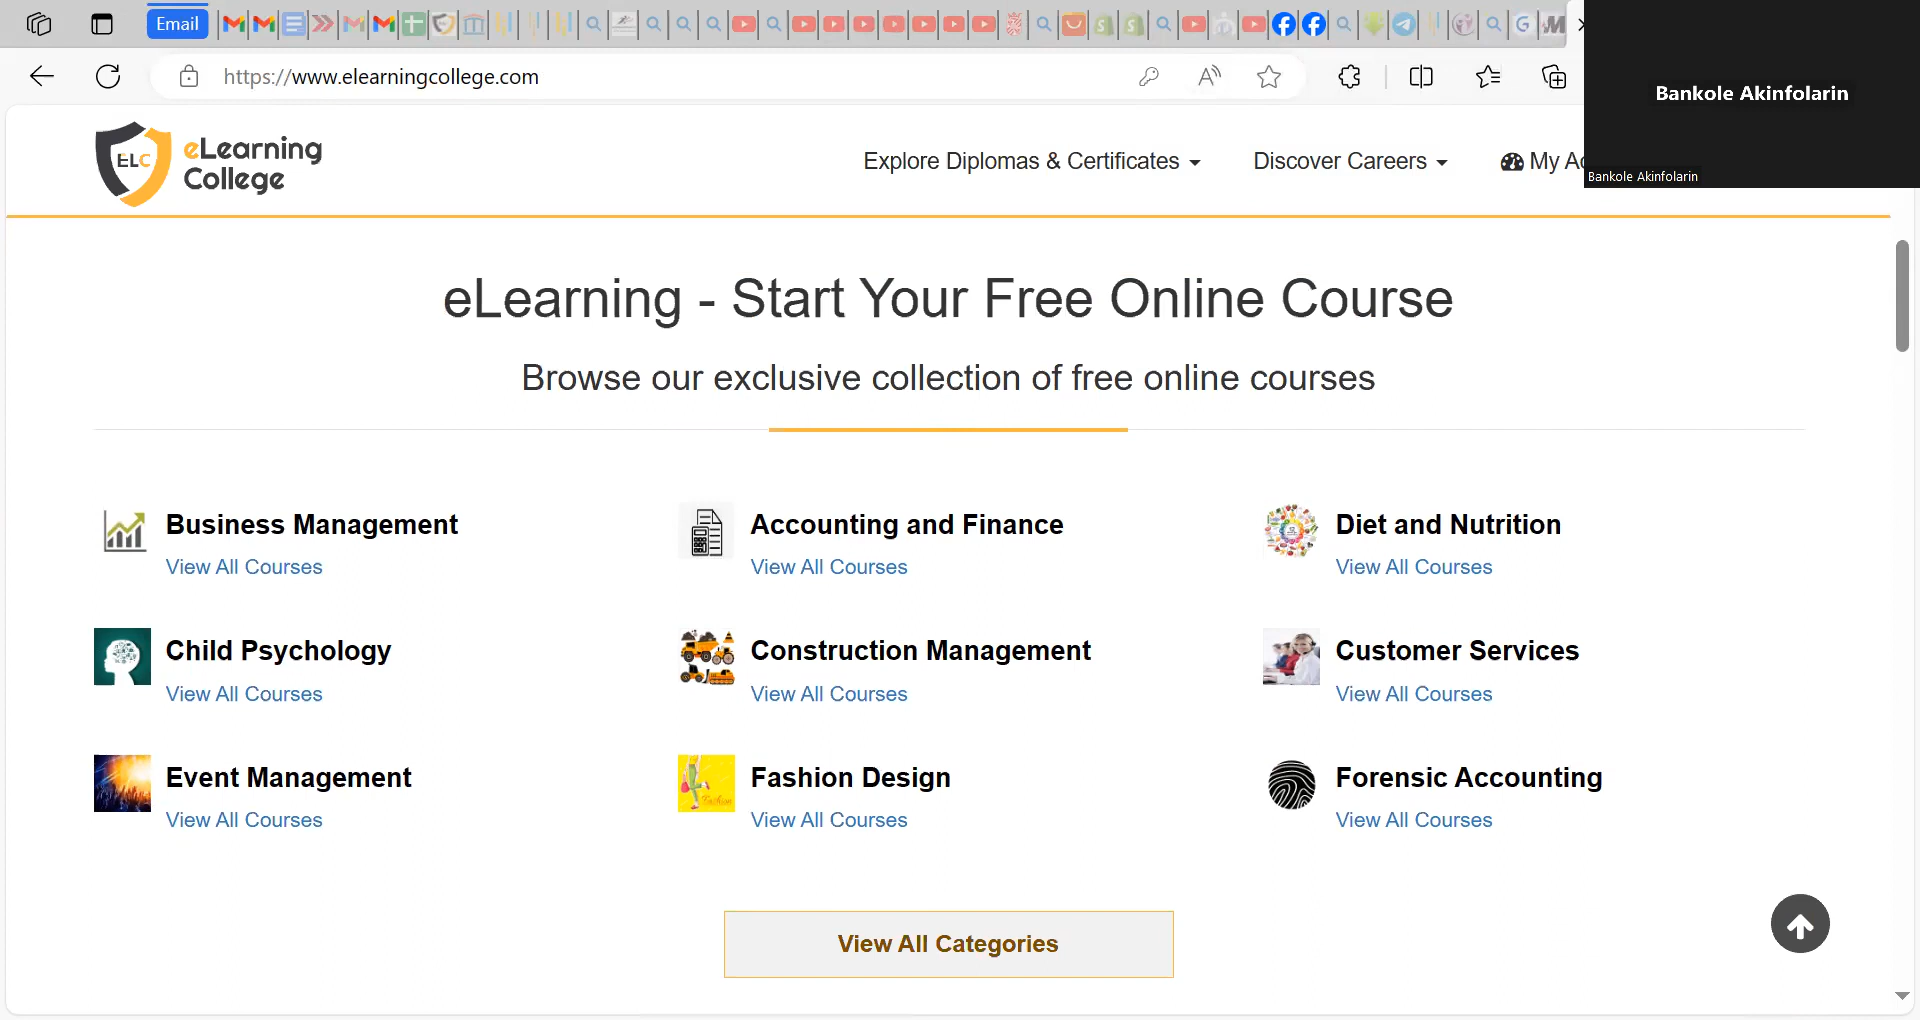 Email
https://www.elearningcollege.com
Bankole Akinfolarin
Bankole Akinfolarin
ELC
eLearning
College
Explore Diplomas & Certificates
Discover Careers
My Ac
eLearning - Start Your Free Online Course
Browse our exclusive collection of free online courses
Business Management
View All Courses
Accounting and Finance
View All Courses
Diet and Nutrition
View All Courses
Child Psychology
View All Courses
Construction Management
View All Courses
Customer Services
View All Courses
Event Management
View All Courses
Fashion Design
View All Courses
Forensic Accounting
View All Courses
View All Categories